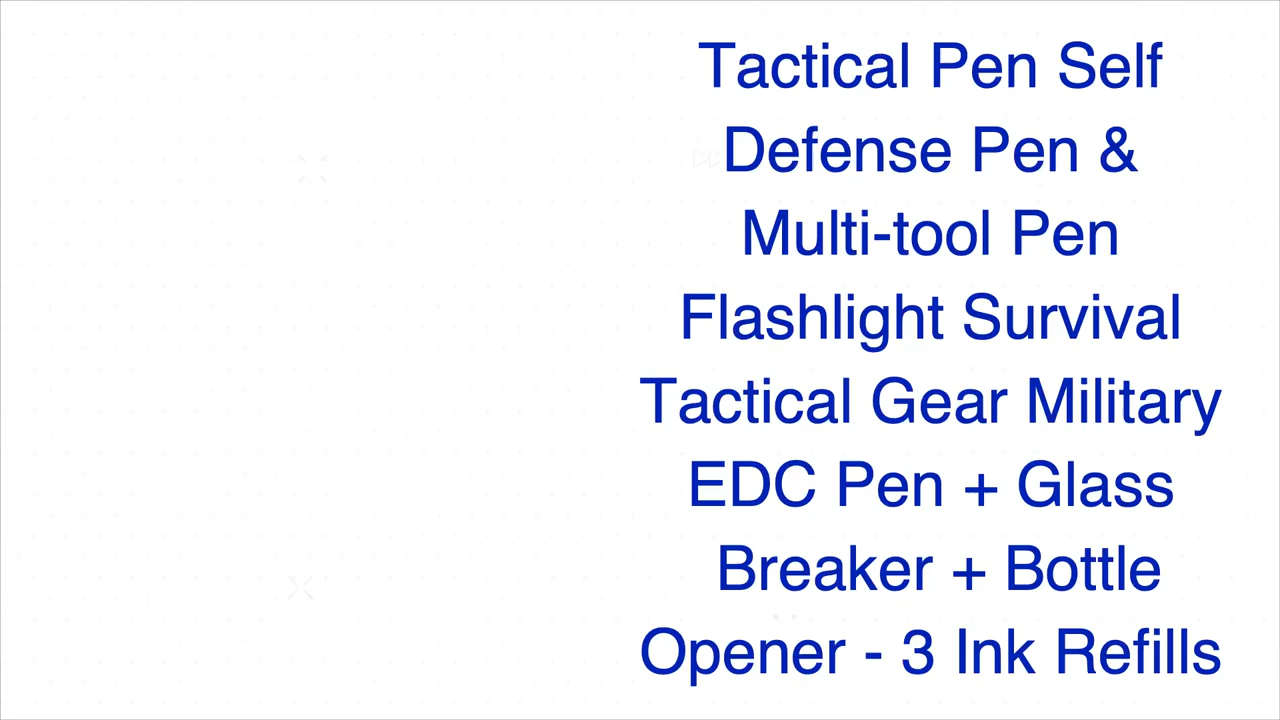 Tactical Pen Self
Defense Pen &
Multi-tool Pen
Flashlight Survival
Tactical Gear Military
EDC Pen + Glass
Breaker + Bottle
Opener - 3 Ink Refills